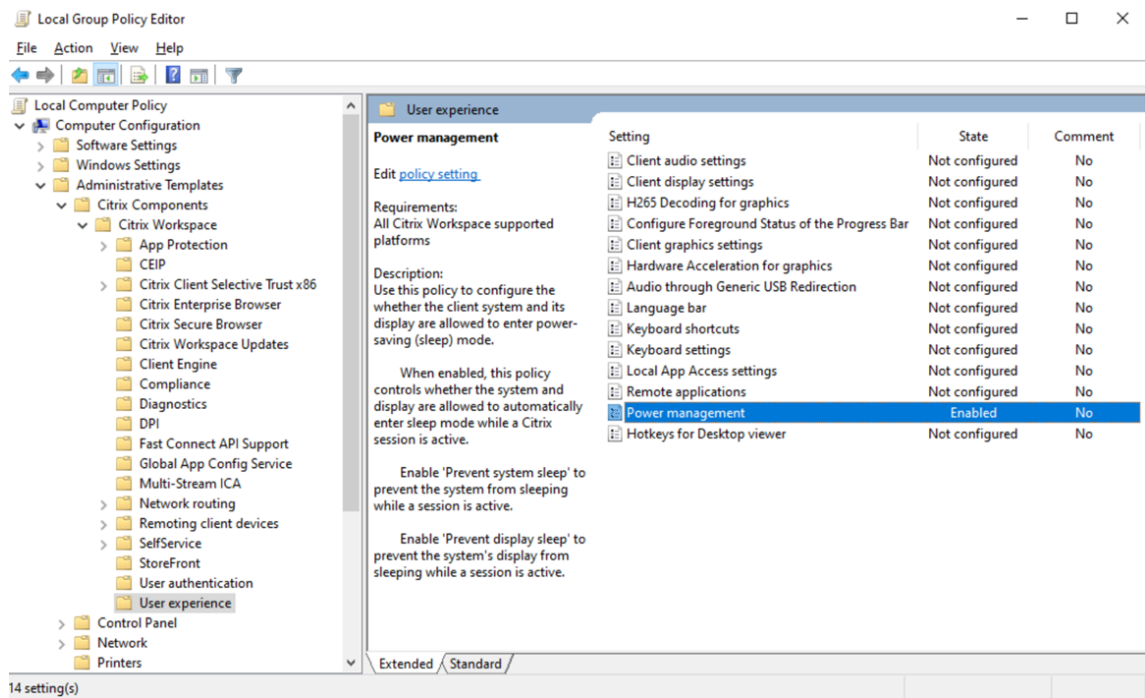 Local Group Policy Editor
File Action View Help
Local Computer Policy
Computer Configuration
Software Settings
Windows Settings
Administrative Templates
Citrix Components
Citrix Workspace
App Protection
CEIP
Citrix Client Selective Trust x86
Citrix Enterprise Browser
Citrix Secure Browser
Citrix Workspace Updates
Client Engine
Compliance
Diagnostics
DPI
Fast Connect API Support
Global App Config Service
Multi-Stream ICA
Network routing
Remoting client devices
SelfService
StoreFront
User authentication
User experience
Control Panel
Network
Printers
User experience
Power management
Edit policy setting
Requirements:
All Citrix Workspace supported
platforms
Description:
Use this policy to configure the
whether the client system and its
display are allowed to enter power-
saving (sleep) mode.
When enabled, this policy
controls whether the system and
display are allowed to automatically
enter sleep mode while a Citrix
session is active.
Enable 'Prevent system sleep' to
prevent the system from sleeping
while a session is active.
Enable 'Prevent display sleep' to
prevent the system's display from
sleeping while a session is active.
Setting State Comment
Client audio settings Not configured No
Client display settings Not configured No
H265 Decoding for graphics Not configured No
Configure Foreground Status of the Progress Bar Not configured No
Client graphics settings Not configured No
Hardware Acceleration for graphics Not configured No
Audio through Generic USB Redirection Not configured No
Language bar Not configured No
Keyboard shortcuts Not configured No
Keyboard settings Not configured No
Local App Access settings Not configured No
Remote applications Not configured No
Power management Enabled No
Hotkeys for Desktop viewer Not configured No
Extended Standard
14 setting(s)